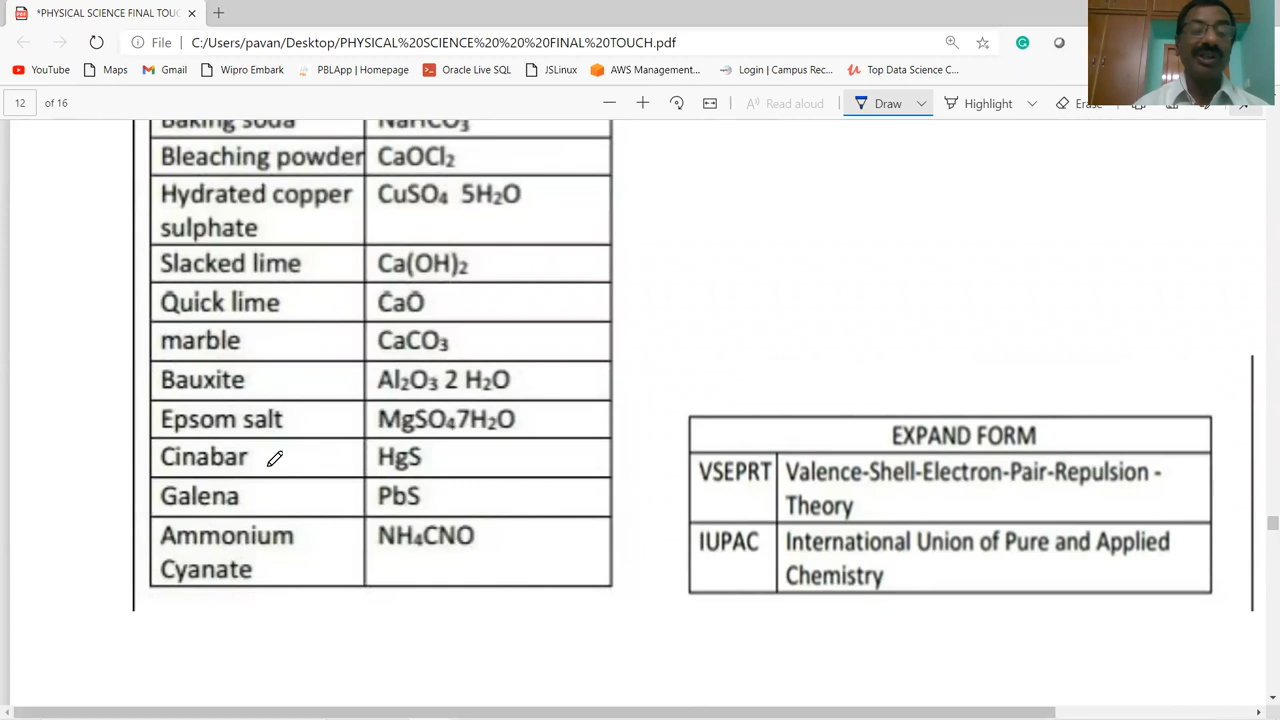 *PHYSICAL SCIENCE FINAL TOUC
File C:/Users/pavan/Desktop/PHYSICAL%20SCIENCE%20%20%20FINAL%20TOUCH.pdf
YouTube Maps Gmail Wipro Embark PBLApp | Homepage Oracle Live SQL JSLinux AWS Management... Login | Campus Rec... Top Data Science C...
12 of 16 Read aloud Draw Highlight Erase
Baking soda NaHCO3
Bleaching powder CaOCl2
Hydrated copper CuSO4 5H2O
sulphate
Slacked lime Ca(OH)2
Quick lime CaO
marble CaCO3
Bauxite Al2O3 2 H2O
Epsom salt MgSO47H2O
Cinabar HgS
Galena PbS
Ammonium NH4CNO
Cyanate
EXPAND FORM
VSEPRT Valence-Shell-Electron-Pair-Repulsion -
Theory
IUPAC International Union of Pure and Applied
Chemistry